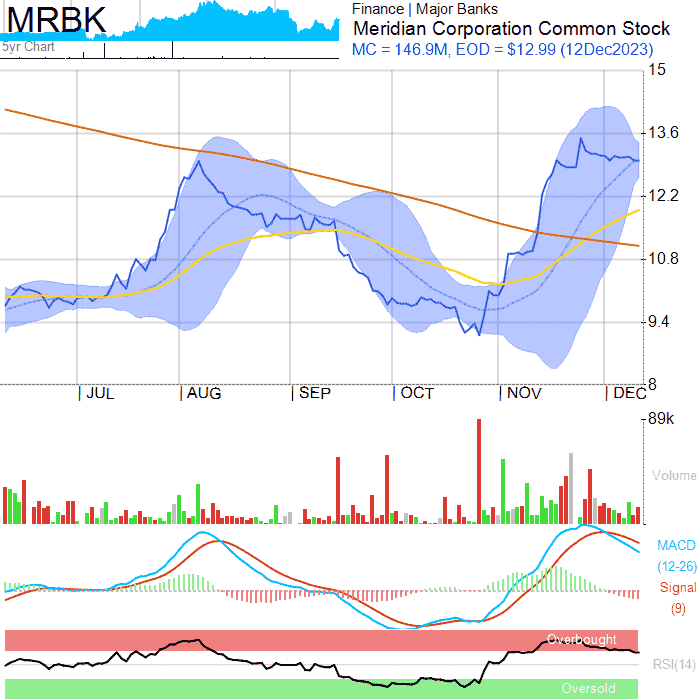 MRBK
Finance | Major Banks
Meridian Corporation Common Stock
MC = 146.9M, EOD = $12.99 (12Dec2023)
5yr Chart
15
13.6
12.2
10.8
9.4
8
JUL AUG SEP OCT NOV DEC
89k
Volume
MACD
(12-26)
Signal
(9)
Overbought
RSI(14)
Oversold